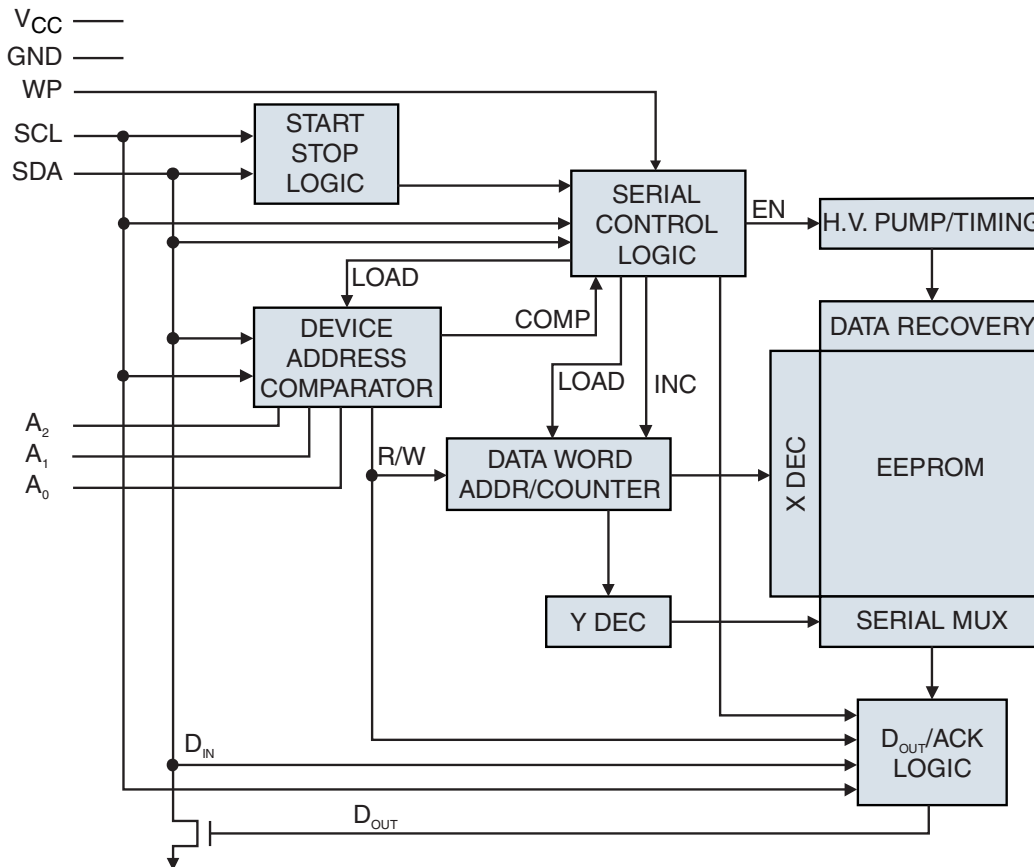 VCC
GND
WP
SCL
SDA
START
STOP
LOGIC
SERIAL
CONTROL
LOGIC
EN
H.V. PUMP/TIMING
LOAD
COMP
DEVICE
ADDRESS
COMPARATOR
DATA RECOVERY
LOAD
INC
A2
A1
A0
R/W
DATA WORD
ADDR/COUNTER
X DEC
EEPROM
Y DEC
SERIAL MUX
DIN
DOUT/ACK
LOGIC
DOUT